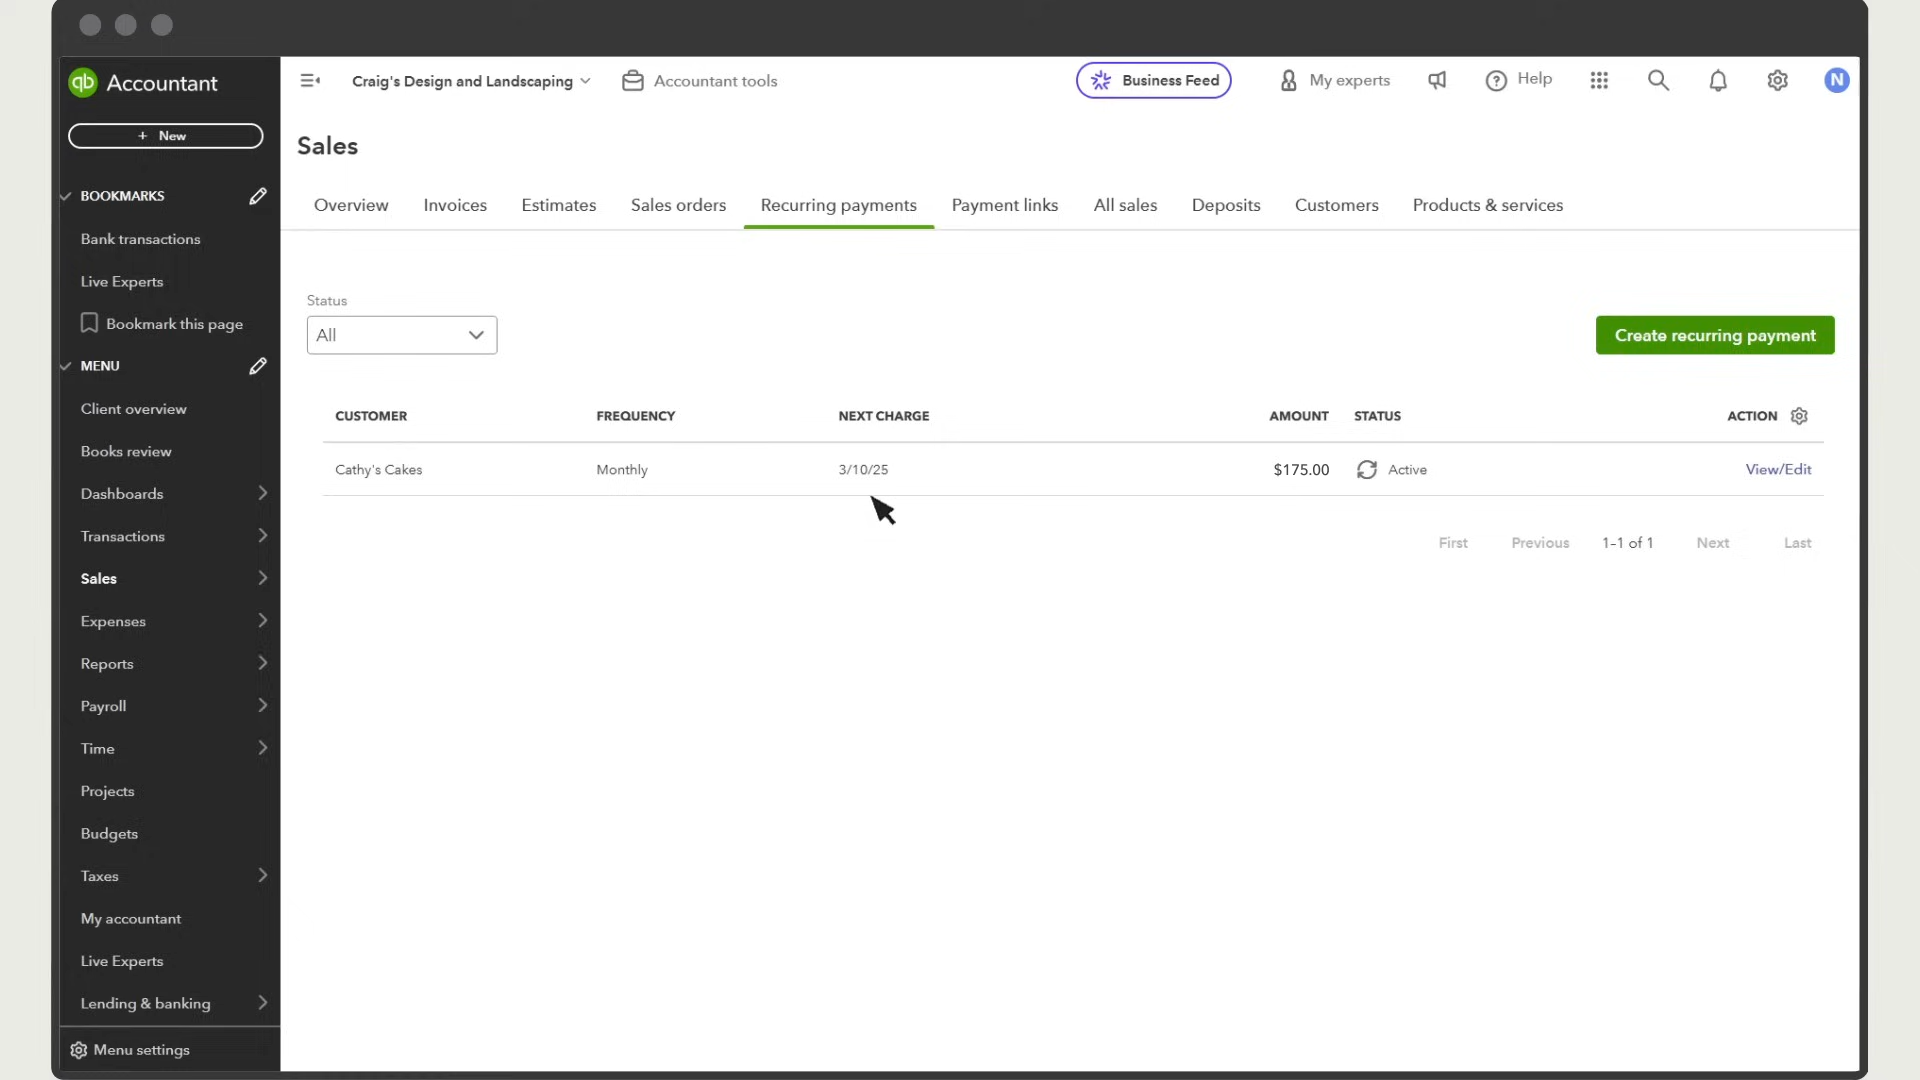 qb Accountant
+ New
BOOKMARKS
Bank transactions
Live Experts
Bookmark this page
MENU
Client overview
Books review
Dashboards
Transactions
Sales
Expenses
Reports
Payroll
Time
Projects
Budgets
Taxes
My accountant
Live Experts
Lending & banking
Menu settings
Craig's Design and Landscaping Accountant tools Business Feed My experts Help N
Sales
Overview Invoices Estimates Sales orders Recurring payments Payment links All sales Deposits Customers Products & services
Status
All
Create recurring payment
CUSTOMER FREQUENCY NEXT CHARGE AMOUNT STATUS ACTION
Cathy's Cakes Monthly 3/10/25 $175.00 Active View/Edit
First Previous 1-1 of 1 Next Last